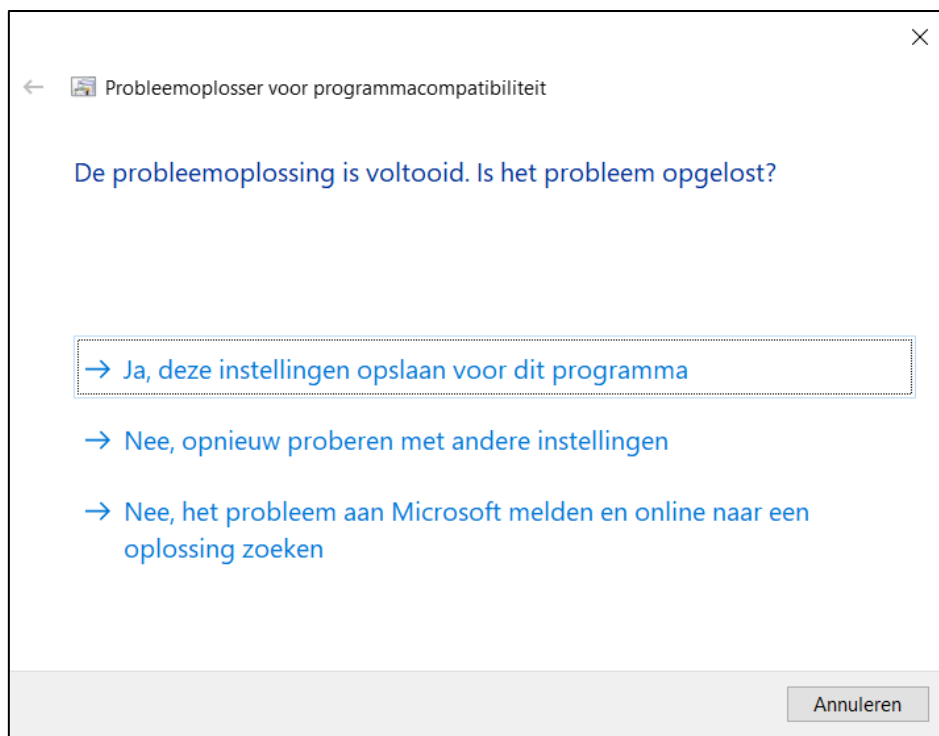 Probleemoplosser voor programmacompatibiliteit
De probleemoplossing is voltooid. Is het probleem opgelost?
Ja, deze instellingen opslaan voor dit programma
Nee, opnieuw proberen met andere instellingen
Nee, het probleem aan Microsoft melden en online naar een
oplossing zoeken
Annuleren